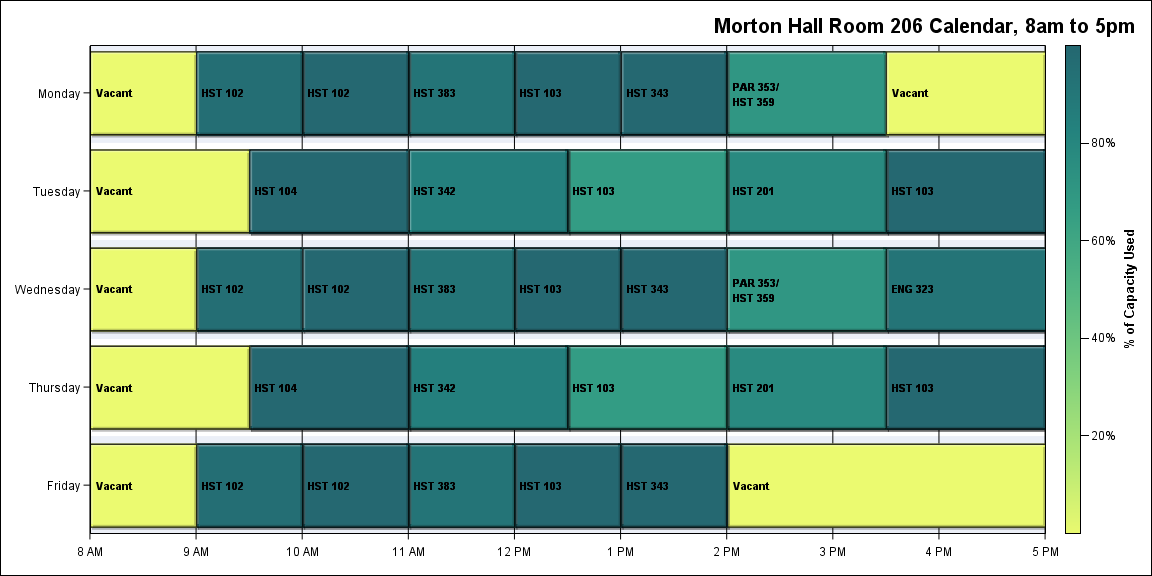 Morton Hall Room 206 Calendar, 8am to 5pm
Monday
Vacant
HST 102
HST 102
HST 383
HST 103
HST 343
PAR 353/
HST 359
Vacant
Tuesday
Vacant
HST 104
HST 342
HST 103
HST 201
HST 103
Wednesday
Vacant
HST 102
HST 102
HST 383
HST 103
HST 343
PAR 353/
HST 359
ENG 323
Thursday
Vacant
HST 104
HST 342
HST 103
HST 201
HST 103
Friday
Vacant
HST 102
HST 102
HST 383
HST 103
HST 343
Vacant
8 AM
9 AM
10 AM
11 AM
12 PM
1 PM
2 PM
3 PM
4 PM
5 PM
80%
60%
40%
20%
% of Capacity Used